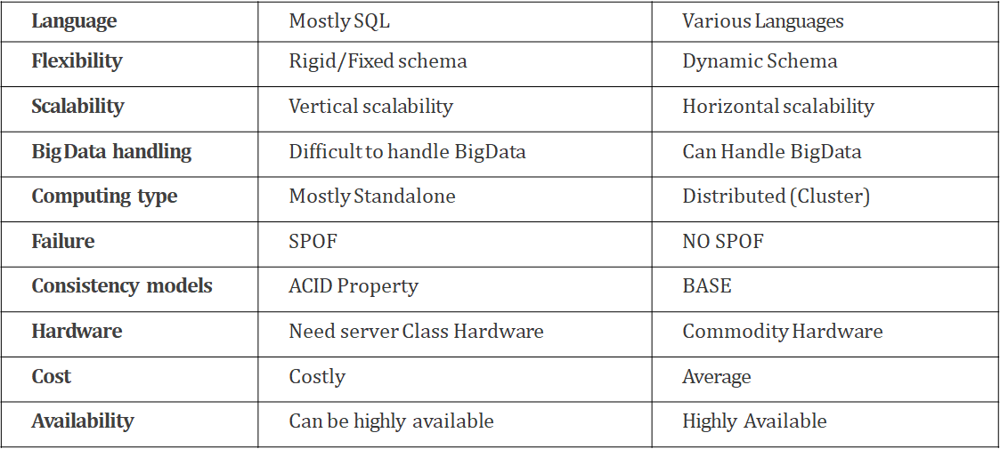 Language Mostly SQL Various Languages
Flexibility Rigid/Fixed schema Dynamic Schema
Scalability Vertical scalability Horizontal scalability
BigData handling Difficult to handle BigData Can Handle BigData
Computing type Mostly Standalone Distributed (Cluster)
Failure SPOF NO SPOF
Consistency models ACID Property BASE
Hardware Need server Class Hardware Commodity Hardware
Cost Costly Average
Availability Can be highly available Highly Available